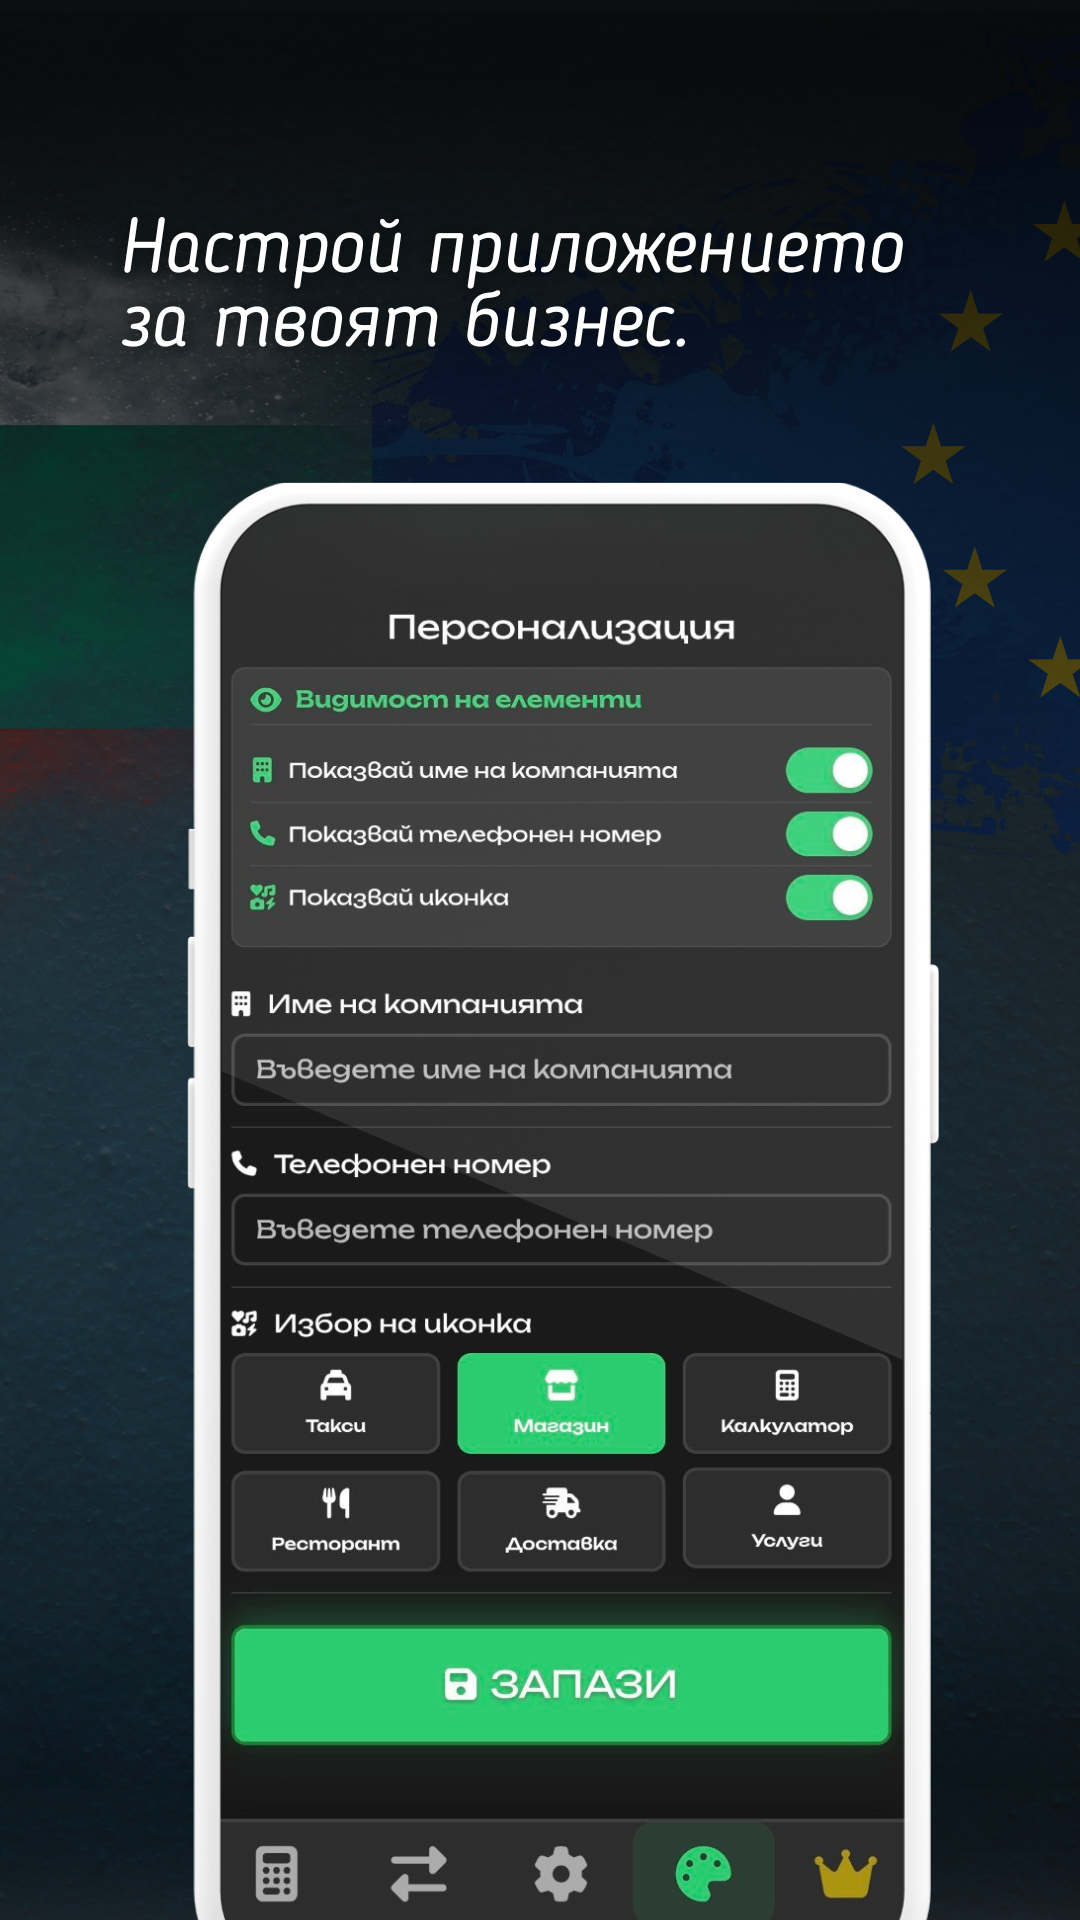 Настрой приложението
за твоят бизнес.
Персонализация
Видимост на елементи
Показвай име на компанията
Показвай телефонен номер
Показвай иконка
Име на компанията
Въведете име на компанията
Телефонен номер
Въведете телефонен номер
Избор на иконка
Такси
Магазин
Калкулатор
Ресторант
Доставка
Услуги
ЗАПАЗИ